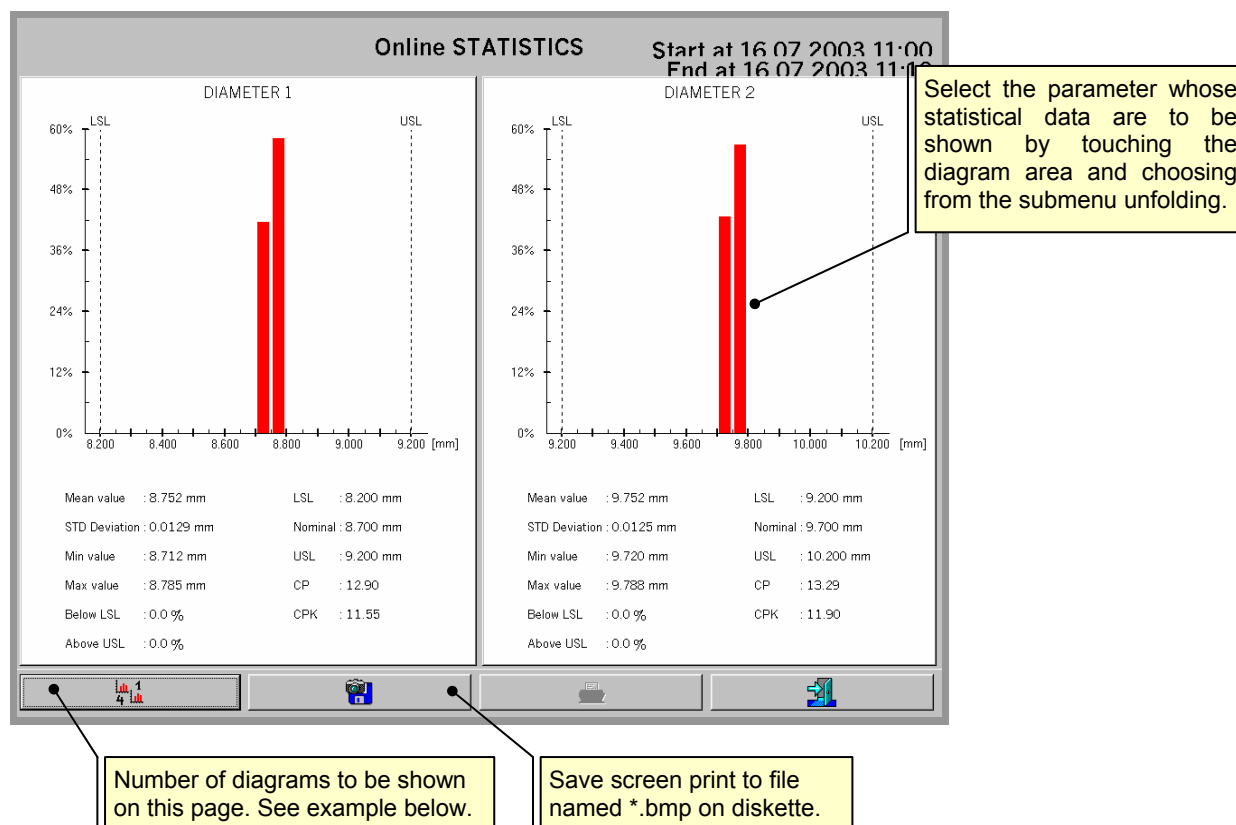 Online STATISTICS
Start at 16 07 2003 11:00
End at 16 07 2003
Select the parameter whose
statistical data are to be
shown by touching the
diagram area and choosing
from the submenu unfolding.
DIAMETER 1
LSL
USL
60%
48%
36%
24%
12%
0%
8.200 8.400 8.600 8.800 9.000 9.200 [mm]
Mean value : 8.752 mm
STD Deviation : 0.0129 mm
Min value : 8.712 mm
Max value : 8.785 mm
Below LSL : 0.0 %
Above USL : 0.0 %
LSL : 8.200 mm
Nominal : 8.700 mm
USL : 9.200 mm
CP : 12.90
CPK : 11.55
DIAMETER 2
LSL
USL
60%
48%
36%
24%
12%
0%
9.200 9.400 9.600 9.800 10.000 10.200 [mm]
Mean value : 9.752 mm
STD Deviation : 0.0125 mm
Min value : 9.720 mm
Max value : 9.788 mm
Below LSL : 0.0 %
Above USL : 0.0 %
LSL : 9.200 mm
Nominal : 9.700 mm
USL : 10.200 mm
CP : 13.29
CPK : 11.90
1
4
Number of diagrams to be shown
on this page. See example below.
Save screen print to file
named *.bmp on diskette.